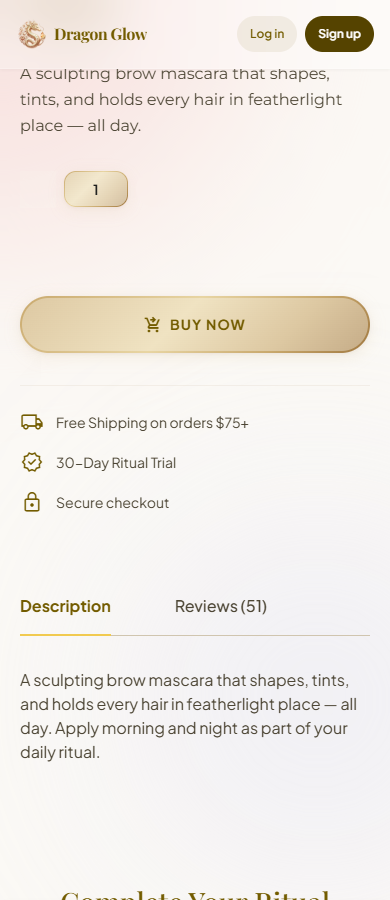 Dragon Glow
Log in
Sign up
A sculpting brow mascara that shapes,
tints, and holds every hair in featherlight
place — all day.
1
BUY NOW
Free Shipping on orders $75+
30–Day Ritual Trial
Secure checkout
Description
Reviews (51)
A sculpting brow mascara that shapes, tints,
and holds every hair in featherlight place — all
day. Apply morning and night as part of your
daily ritual.
Complete Your Ritual